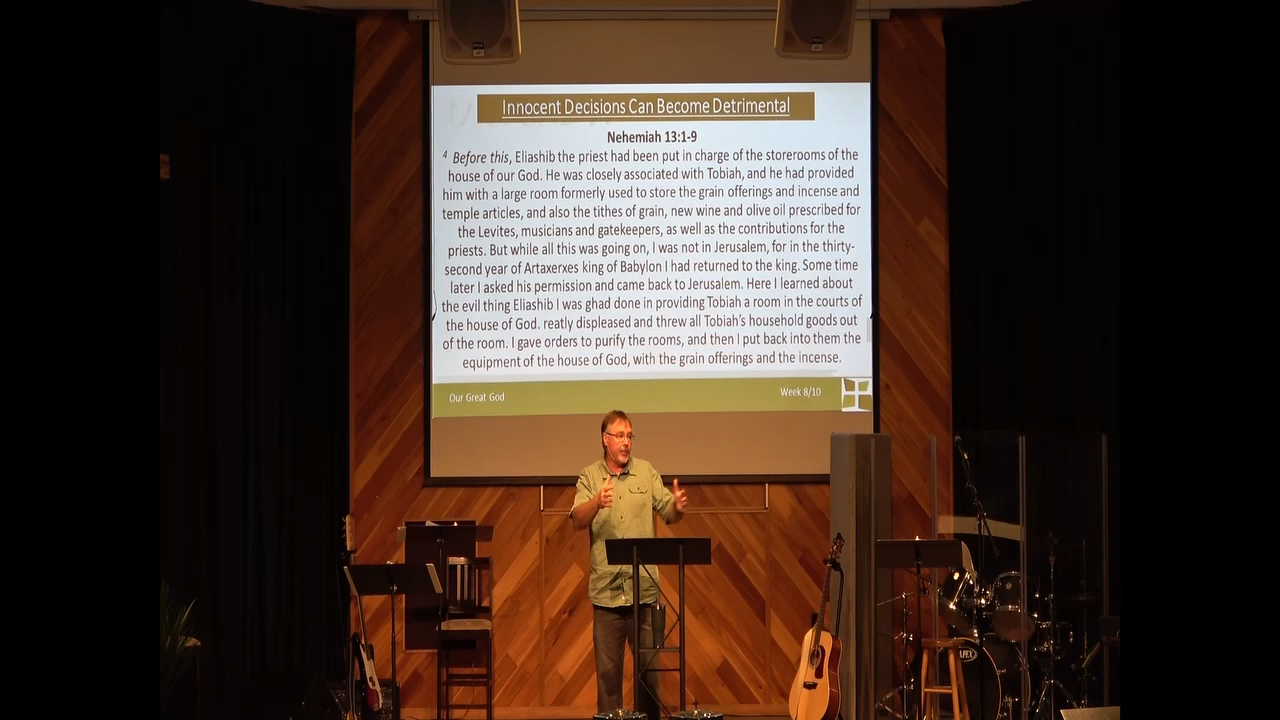 Innocent Decisions Can Become Detrimental
Nehemiah 13:1-9
4 Before this, Eliashib the priest had been put in charge of the storerooms of the
house of our God. He was closely associated with Tobiah, and he had provided
him with a large room formerly used to store the grain offerings and incense and
temple articles, and also the tithes of grain, new wine and olive oil prescribed for
the Levites, musicians and gatekeepers, as well as the contributions for the
priests. But while all this was going on, I was not in Jerusalem, for in the thirty-
second year of Artaxerxes king of Babylon I had returned to the king. Some time
later I asked his permission and came back to Jerusalem. Here I learned about
the evil thing Eliashib I was ghad done in providing Tobiah a room in the courts of
the house of God. reatly displeased and threw all Tobiah's household goods out
of the room. I gave orders to purify the rooms, and then I put back into them the
equipment of the house of God, with the grain offerings and the incense.
Our Great God
Week 8/10
APEX